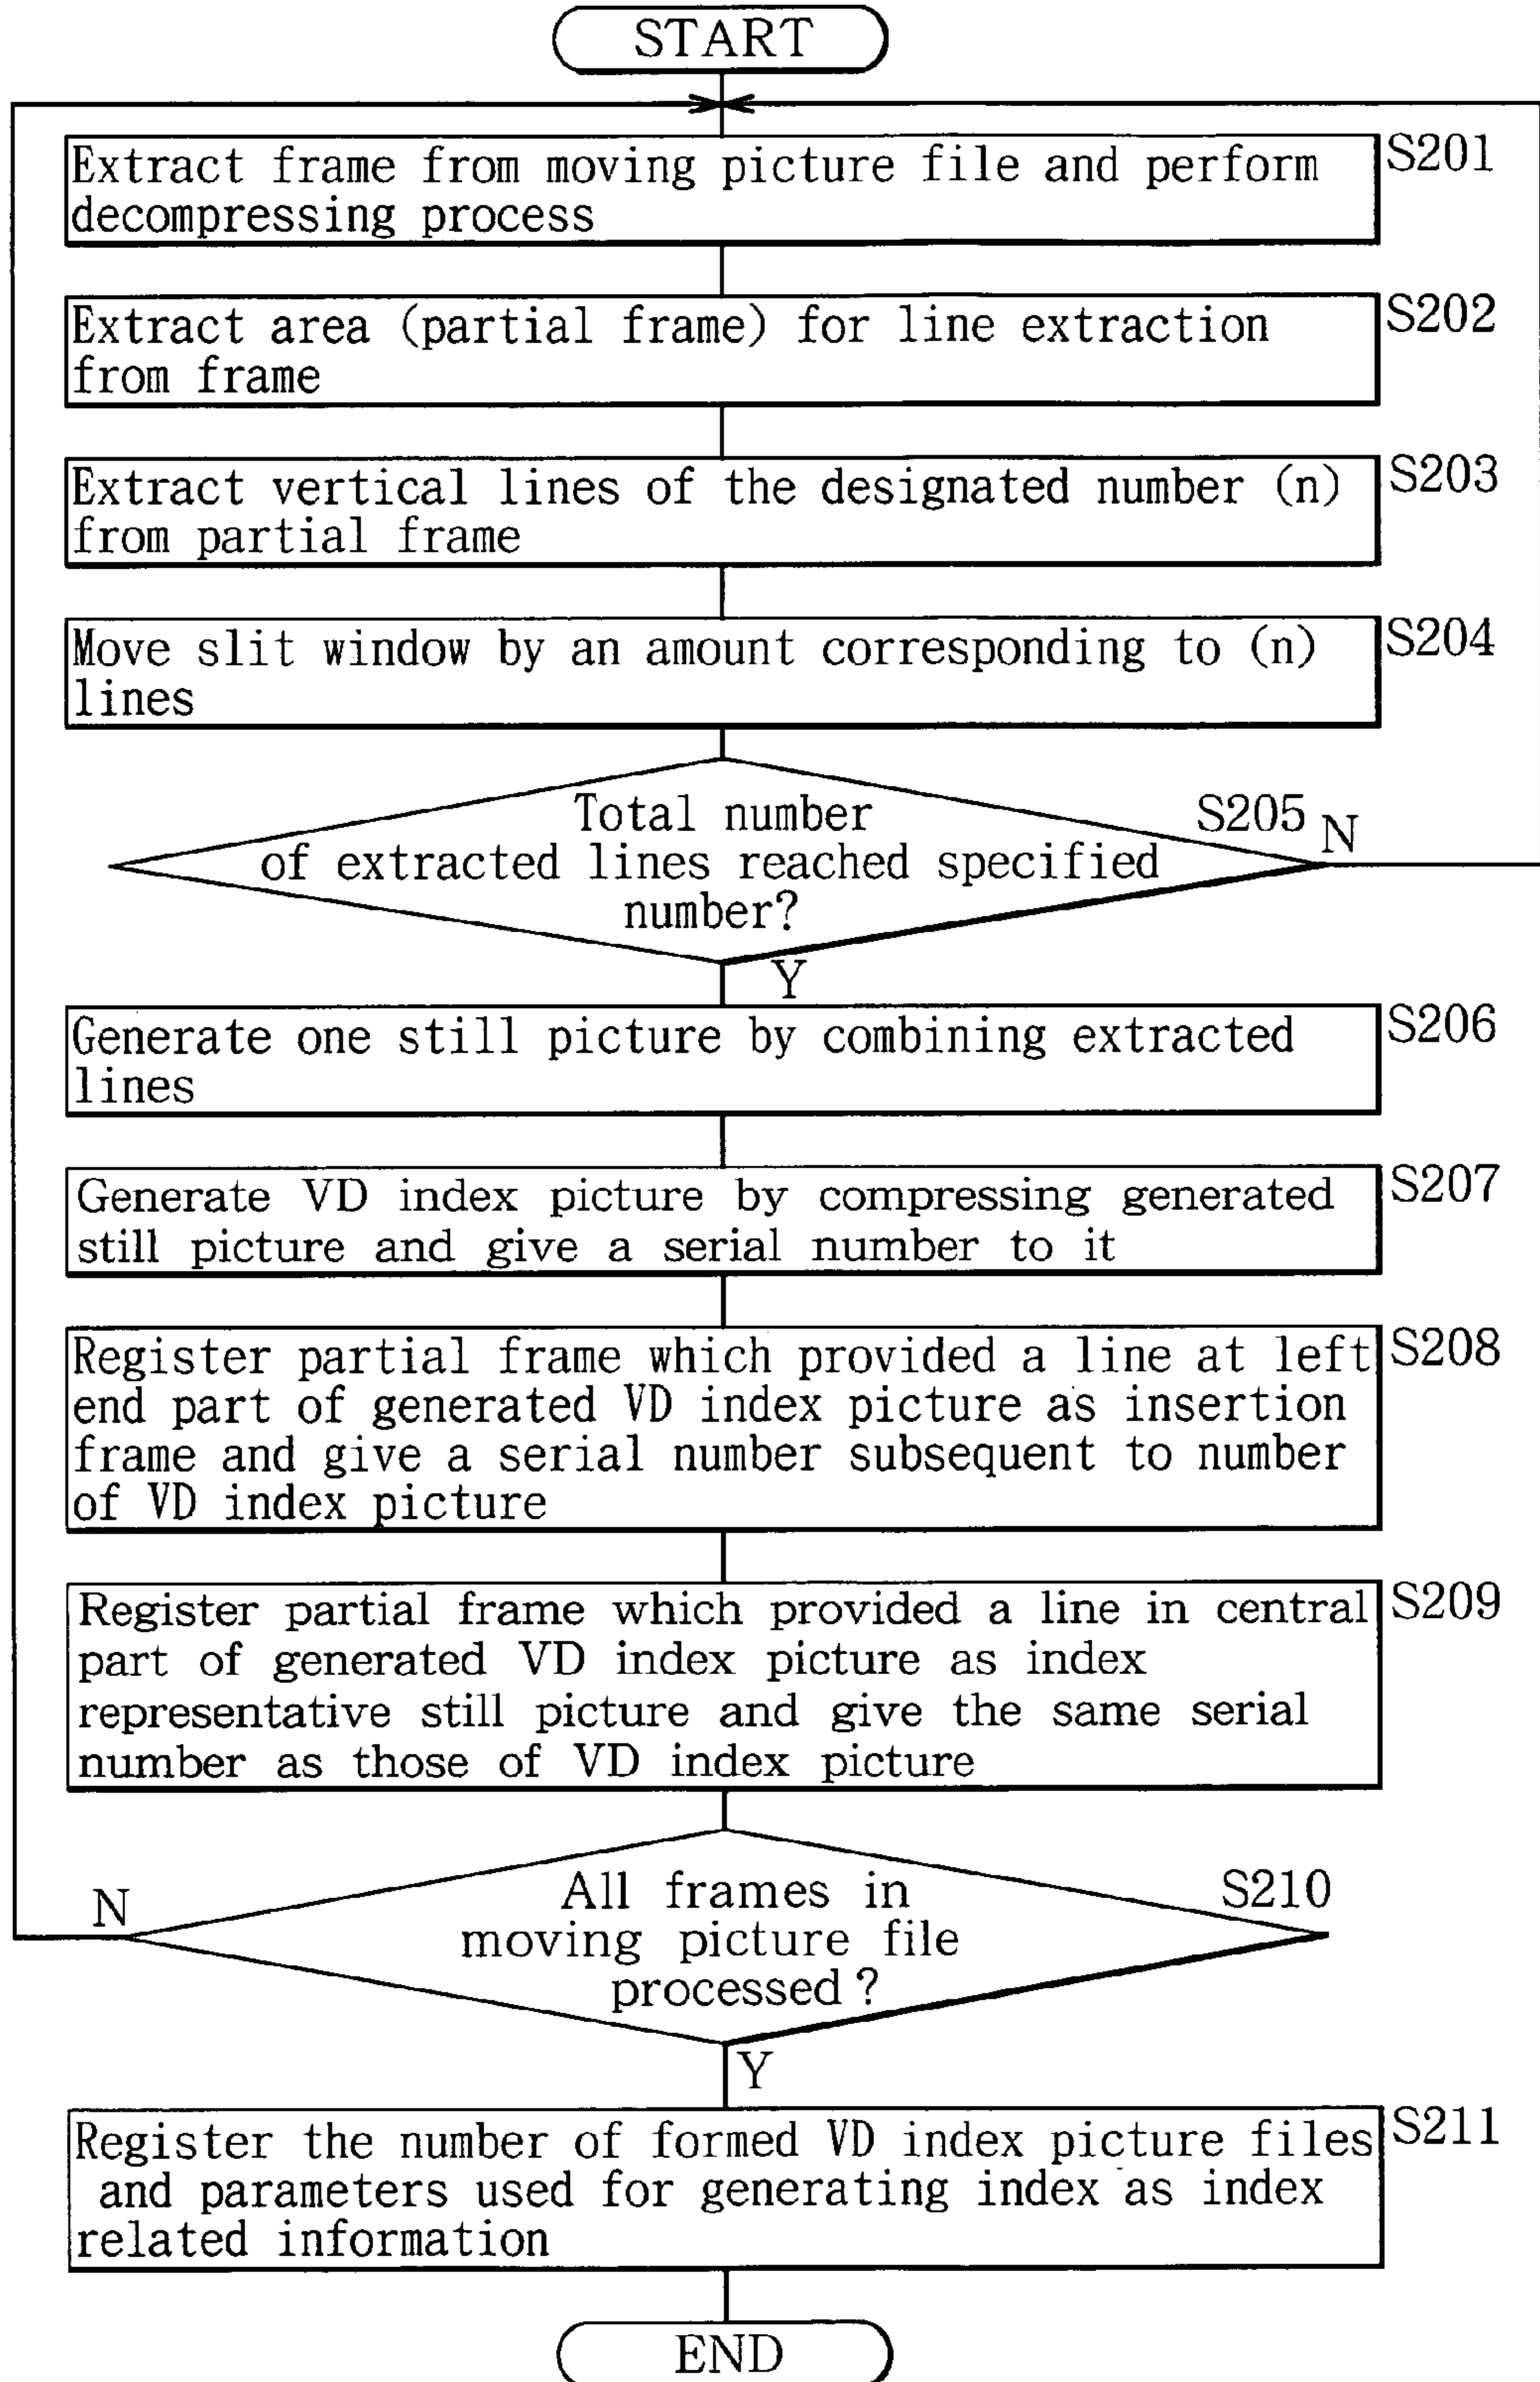 START
Extract frame from moving picture file and perform
decompressing process
S201
Extract area (partial frame) for line extraction
from frame
S202
Extract vertical lines of the designated number (n)
from partial frame
S203
Move slit window by an amount corresponding to (n)
lines
S204
Total number
of extracted lines reached specified
number?
S205
N
Y
Generate one still picture by combining extracted
lines
S206
Generate VD index picture by compressing generated
still picture and give a serial number to it
S207
Register partial frame which provided a line at left
end part of generated VD index picture as insertion
frame and give a serial number subsequent to number
of VD index picture
S208
Register partial frame which provided a line in central
part of generated VD index picture as index
representative still picture and give the same serial
number as those of VD index picture
S209
N
All frames in
moving picture file
processed ?
S210
Y
Register the number of formed VD index picture files
and parameters used for generating index as index
related information
S211
END